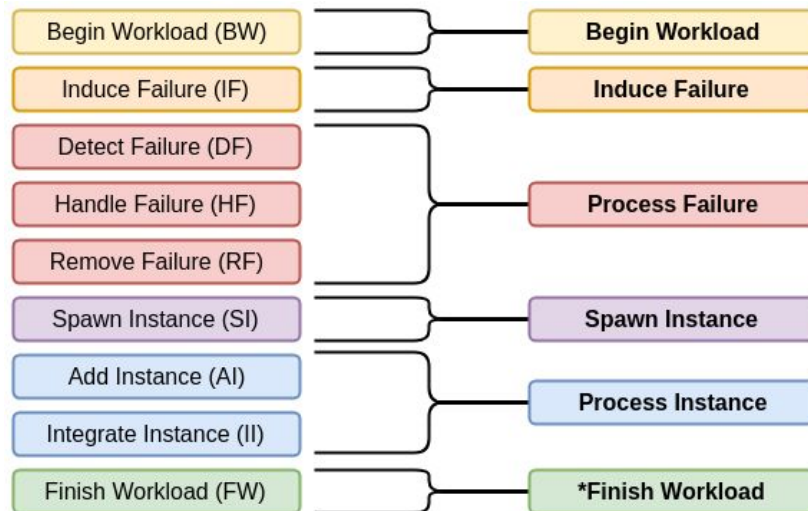 Begin Workload (BW)
Begin Workload
Induce Failure (IF)
Induce Failure
Detect Failure (DF)
Handle Failure (HF)
Process Failure
Remove Failure (RF)
Spawn Instance (SI)
Spawn Instance
Add Instance (AI)
Process Instance
Integrate Instance (II)
Finish Workload (FW)
*Finish Workload